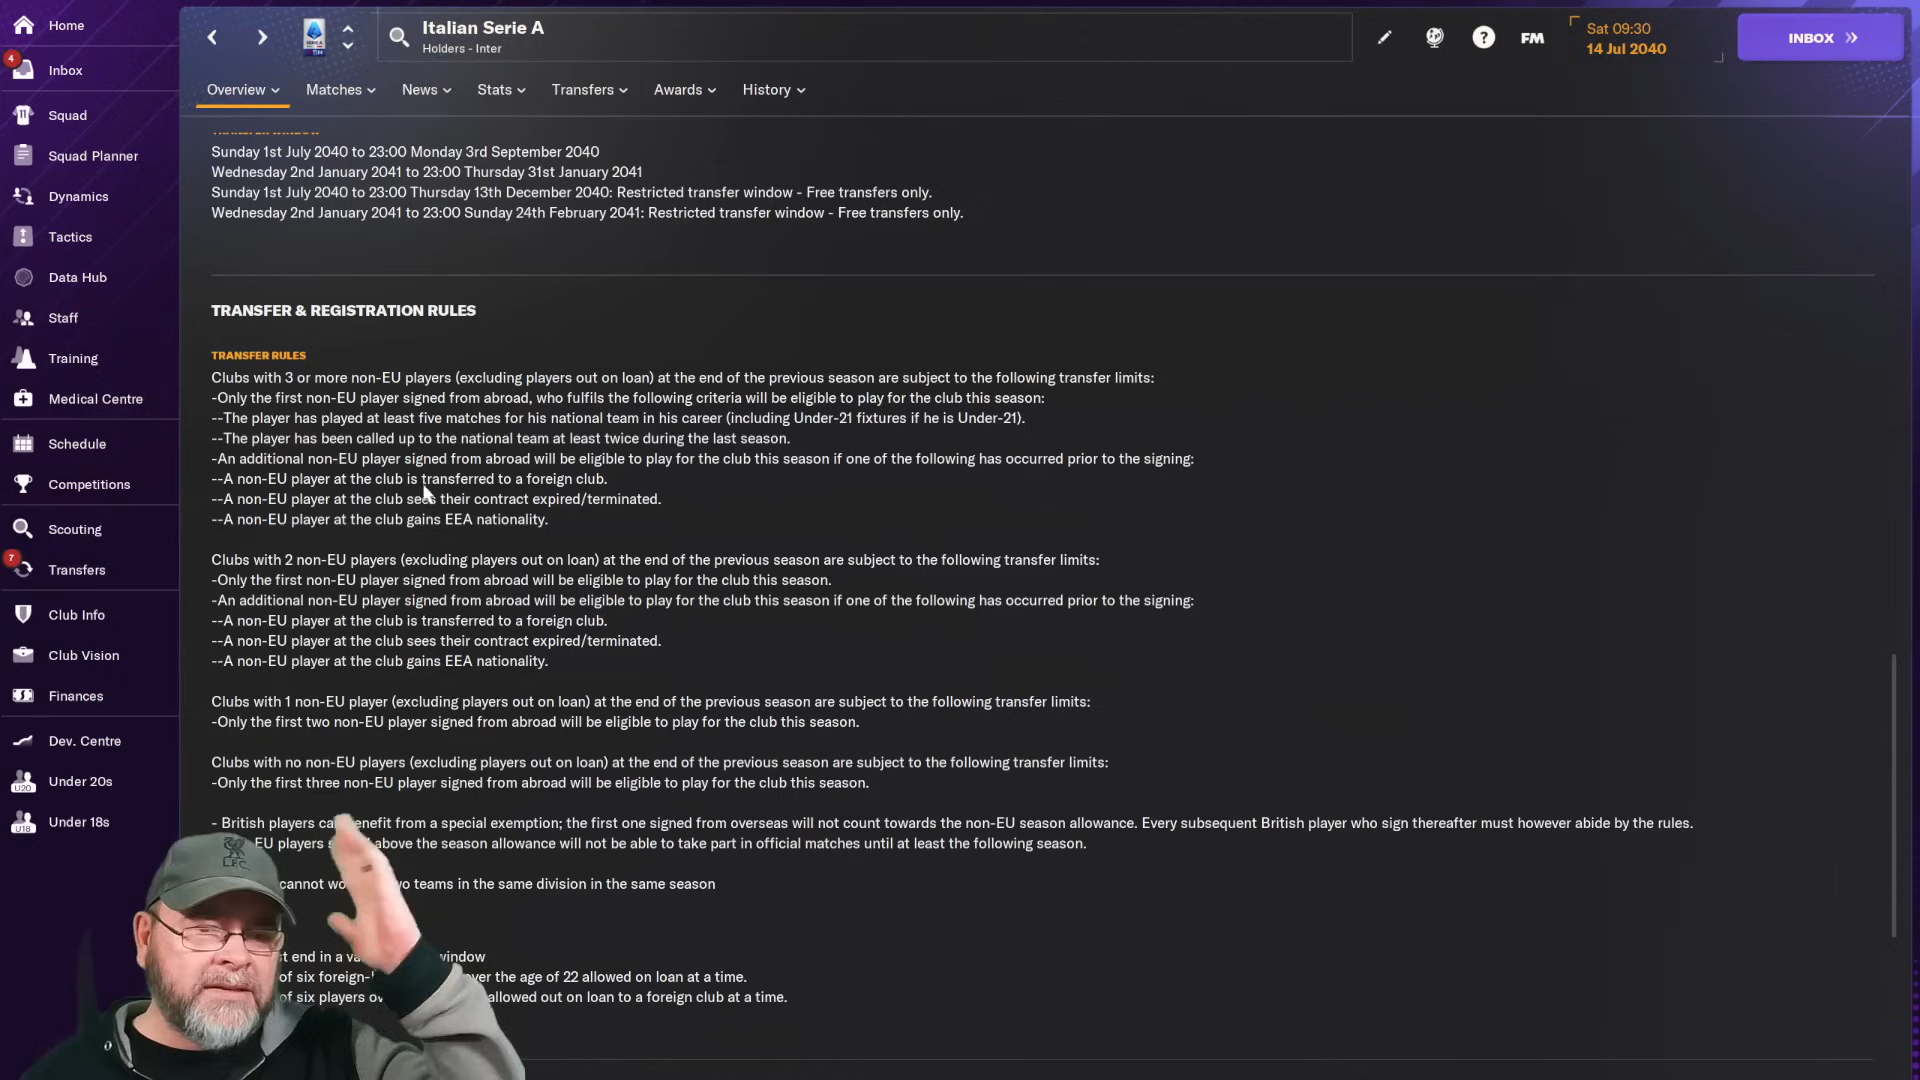 Home
Italian Serie A
Holders - Inter
FM
Sat 09:30
14 Jul 2040
INBOX
4
Inbox
Overview
Matches
News
Stats
Transfers
Awards
History
11
Squad
Squad Planner
Dynamics
Tactics
Data Hub
Staff
Training
Medical Centre
Schedule
Competitions
Scouting
7
Transfers
Club Info
Club Vision
Finances
Dev. Centre
U20
Under 20s
U18
Under 18s
Sunday 1st July 2040 to 23:00 Monday 3rd September 2040
Wednesday 2nd January 2041 to 23:00 Thursday 31st January 2041
Sunday 1st July 2040 to 23:00 Thursday 13th December 2040: Restricted transfer window - Free transfers only.
Wednesday 2nd January 2041 to 23:00 Sunday 24th February 2041: Restricted transfer window - Free transfers only.
TRANSFER & REGISTRATION RULES
TRANSFER RULES
Clubs with 3 or more non-EU players (excluding players out on loan) at the end of the previous season are subject to the following transfer limits:
-Only the first non-EU player signed from abroad, who fulfils the following criteria will be eligible to play for the club this season:
--The player has played at least five matches for his national team in his career (including Under-21 fixtures if he is Under-21).
--The player has been called up to the national team at least twice during the last season.
-An additional non-EU player signed from abroad will be eligible to play for the club this season if one of the following has occurred prior to the signing:
--A non-EU player at the club is transferred to a foreign club.
--A non-EU player at the club sees their contract expired/terminated.
--A non-EU player at the club gains EEA nationality.
Clubs with 2 non-EU players (excluding players out on loan) at the end of the previous season are subject to the following transfer limits:
-Only the first non-EU player signed from abroad will be eligible to play for the club this season.
-An additional non-EU player signed from abroad will be eligible to play for the club this season if one of the following has occurred prior to the signing:
--A non-EU player at the club is transferred to a foreign club.
--A non-EU player at the club sees their contract expired/terminated.
--A non-EU player at the club gains EEA nationality.
Clubs with 1 non-EU player (excluding players out on loan) at the end of the previous season are subject to the following transfer limits:
-Only the first two non-EU player signed from abroad will be eligible to play for the club this season.
Clubs with no non-EU players (excluding players out on loan) at the end of the previous season are subject to the following transfer limits:
-Only the first three non-EU player signed from abroad will be eligible to play for the club this season.
- British players can benefit from a special exemption; the first one signed from overseas will not count towards the non-EU season allowance. Every subsequent British player who sign thereafter must however abide by the rules.
EU players above the season allowance will not be able to take part in official matches until at least the following season.
cannot teams in the same division in the same season
end in a window
of six over the age of 22 allowed on loan at a time.
of six players allowed out on loan to a foreign club at a time.
LFC